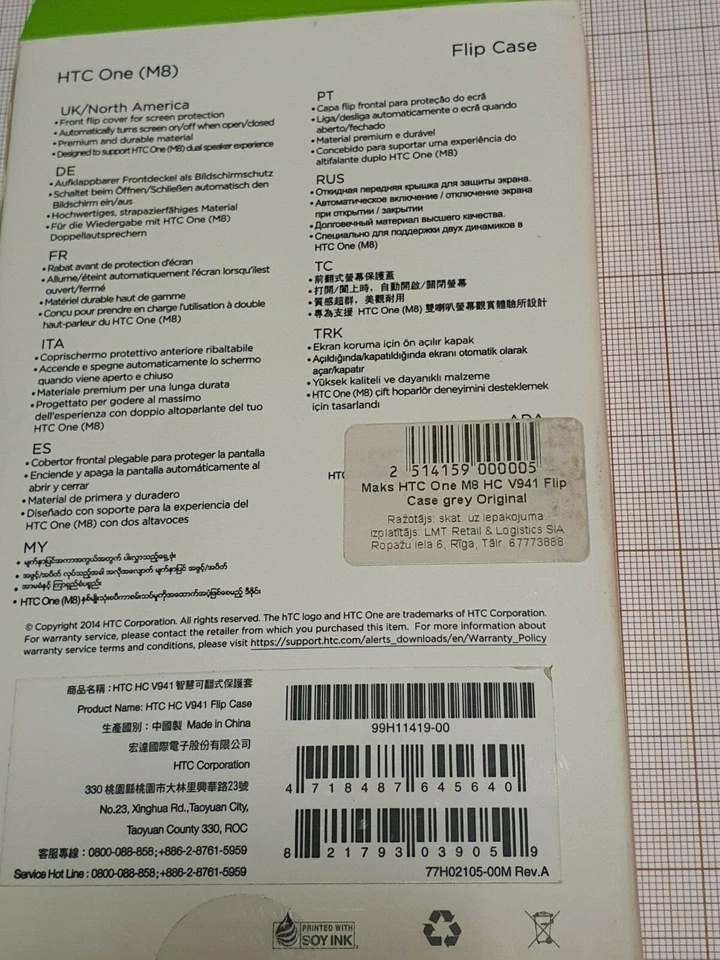 HTC One (M8)
Flip Case
UK/North America
• Front flip cover for screen protection
• Automatically turns screen on/off when open/closed
• Premium and durable material
• Designed to support HTC One (M8) dual speaker experience
DE
• Aufklappbarer Frontdeckel als Bildschirmschutz
• Schaltet beim Öffnen/Schließen automatisch den
Bildschirm ein/aus
• Hochwertiges, strapazierfähiges Material
• Für die Wiedergabe mit HTC One (M8)
Doppellautsprechern
FR
• Rabat avant de protection d'écran
• Allume/éteint automatiquement l'écran lorsqu'ilest
ouvert/fermé
• Matériel durable haut de gamme
• Conçu pour prendre en charge l'utilisation à double
haut-parleur du HTC One (M8)
ITA
• Coprischermo protettivo anteriore ribaltabile
• Accende e spegne automaticamente lo schermo
quando viene aperto e chiuso
• Materiale premium per una lunga durata
• Progettato per godere al massimo
dell'esperienza con doppio altoparlante del tuo
HTC One (M8)
ES
• Cobertor frontal plegable para proteger la pantalla
• Enciende y apaga la pantalla automáticamente al
abrir y cerrar
• Material de primera y duradero
• Diseñado con soporte para la experiencia del
HTC One (M8) con dos altavoces
MY
• HTC One (M8)
PT
• Capa flip frontal para proteção do ecrã
• Liga/desliga automaticamente o ecrã quando
aberto/fechado
• Material premium e durável
• Concebido para suportar uma experiência do
altifalante duplo HTC One (M8)
RUS
• Откидная передняя крышка для защиты экрана.
• Автоматическое включение / отключение экрана
при открытии / закрытии
• Долговечный материал высшего качества.
• Специально для поддержки двух динамиков в
HTC One (M8)
TC
• 前翻式螢幕保護蓋
• 打開/闔上時，自動開啟/關閉螢幕
• 質感超群，美觀耐用
• 專為支援 HTC One (M8) 雙喇叭螢幕觀賞體驗所設計
TRK
• Ekran koruma için ön açılır kapak
• Açıldığında/kapatıldığında ekranı otomatik olarak
açar/kapatır
• Yüksek kaliteli ve dayanıklı malzeme
• HTC One (M8) çift hoparlör deneyimini desteklemek
için tasarlandı
2 514159 000005
Maks HTC One M8 HC V941 Flip
Case grey Original
Ražotājs: skat. uz iepakojuma
Izplatītājs: LMT Retail & Logistics SIA
Ropažu iela 6, Rīga, Tālr. 67773888
© Copyright 2014 HTC Corporation. All rights reserved. The hTC logo and HTC One are trademarks of HTC Corporation.
For warranty service, please contact the retailer from which you purchased this item. For more information about
warranty service terms and conditions, please visit https://support.htc.com/alerts_downloads/en/Warranty_Policy
商品名稱：HTC HC V941 智慧可翻式保護套
Product Name: HTC HC V941 Flip Case
生產國別：中國製 Made in China
宏達國際電子股份有限公司
HTC Corporation
330 桃園縣桃園市大林里興華路23號
No.23, Xinghua Rd.,Taoyuan City,
Taoyuan County 330, ROC
客服專線：0800-088-858;+886-2-8761-5959
Service Hot Line : 0800-088-858;+886-2-8761-5959
99H11419-00
4 718487 645640
8 21793 03905 9
77H02105-00M Rev.A
PRINTED WITH
SOY INK